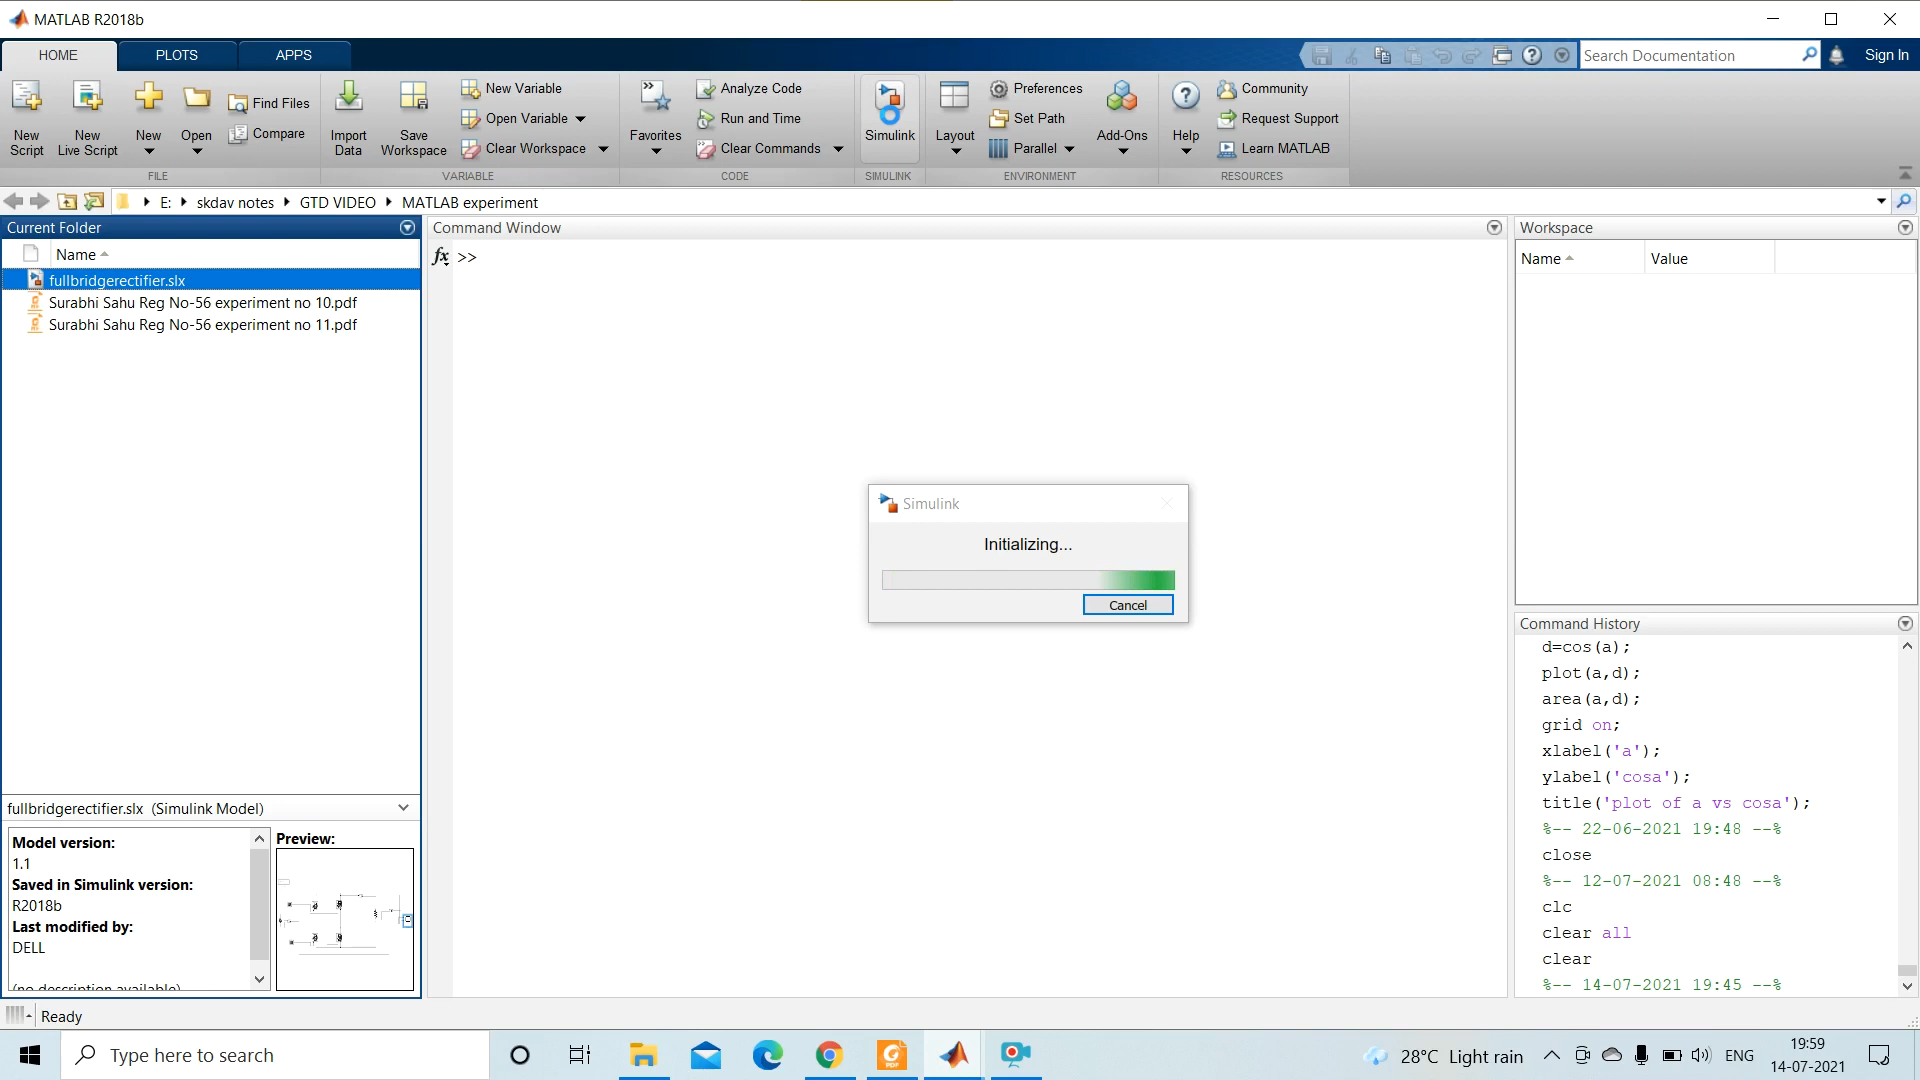 MATLAB R2018b
HOME
PLOTS
APPS
Search Documentation
Sign In
New Script
New Live Script
New
Open
Find Files
Compare
FILE
Import Data
Save Workspace
New Variable
Open Variable
Clear Workspace
VARIABLE
Favorites
Analyze Code
Run and Time
Clear Commands
CODE
Simulink
SIMULINK
Layout
Preferences
Set Path
Parallel
Add-Ons
ENVIRONMENT
Help
Community
Request Support
Learn MATLAB
RESOURCES
E: skdav notes GTD VIDEO MATLAB experiment
Current Folder
Name
fullbridgerectifier.slx
Surabhi Sahu Reg No-56 experiment no 10.pdf
Surabhi Sahu Reg No-56 experiment no 11.pdf
fullbridgerectifier.slx (Simulink Model)
Model version:
1.1
Saved in Simulink version:
R2018b
Last modified by:
DELL
(no description available)
Preview:
Command Window
fx >>
Simulink
Initializing...
Cancel
Workspace
Name Value
Command History
d=cos(a);
plot(a,d);
area(a,d);
grid on;
xlabel('a');
ylabel('cosa');
title('plot of a vs cosa');
%-- 22-06-2021 19:48 --%
close
%-- 12-07-2021 08:48 --%
clc
clear all
clear
%-- 14-07-2021 19:45 --%
Ready
Type here to search
28°C Light rain
ENG
19:59
14-07-2021